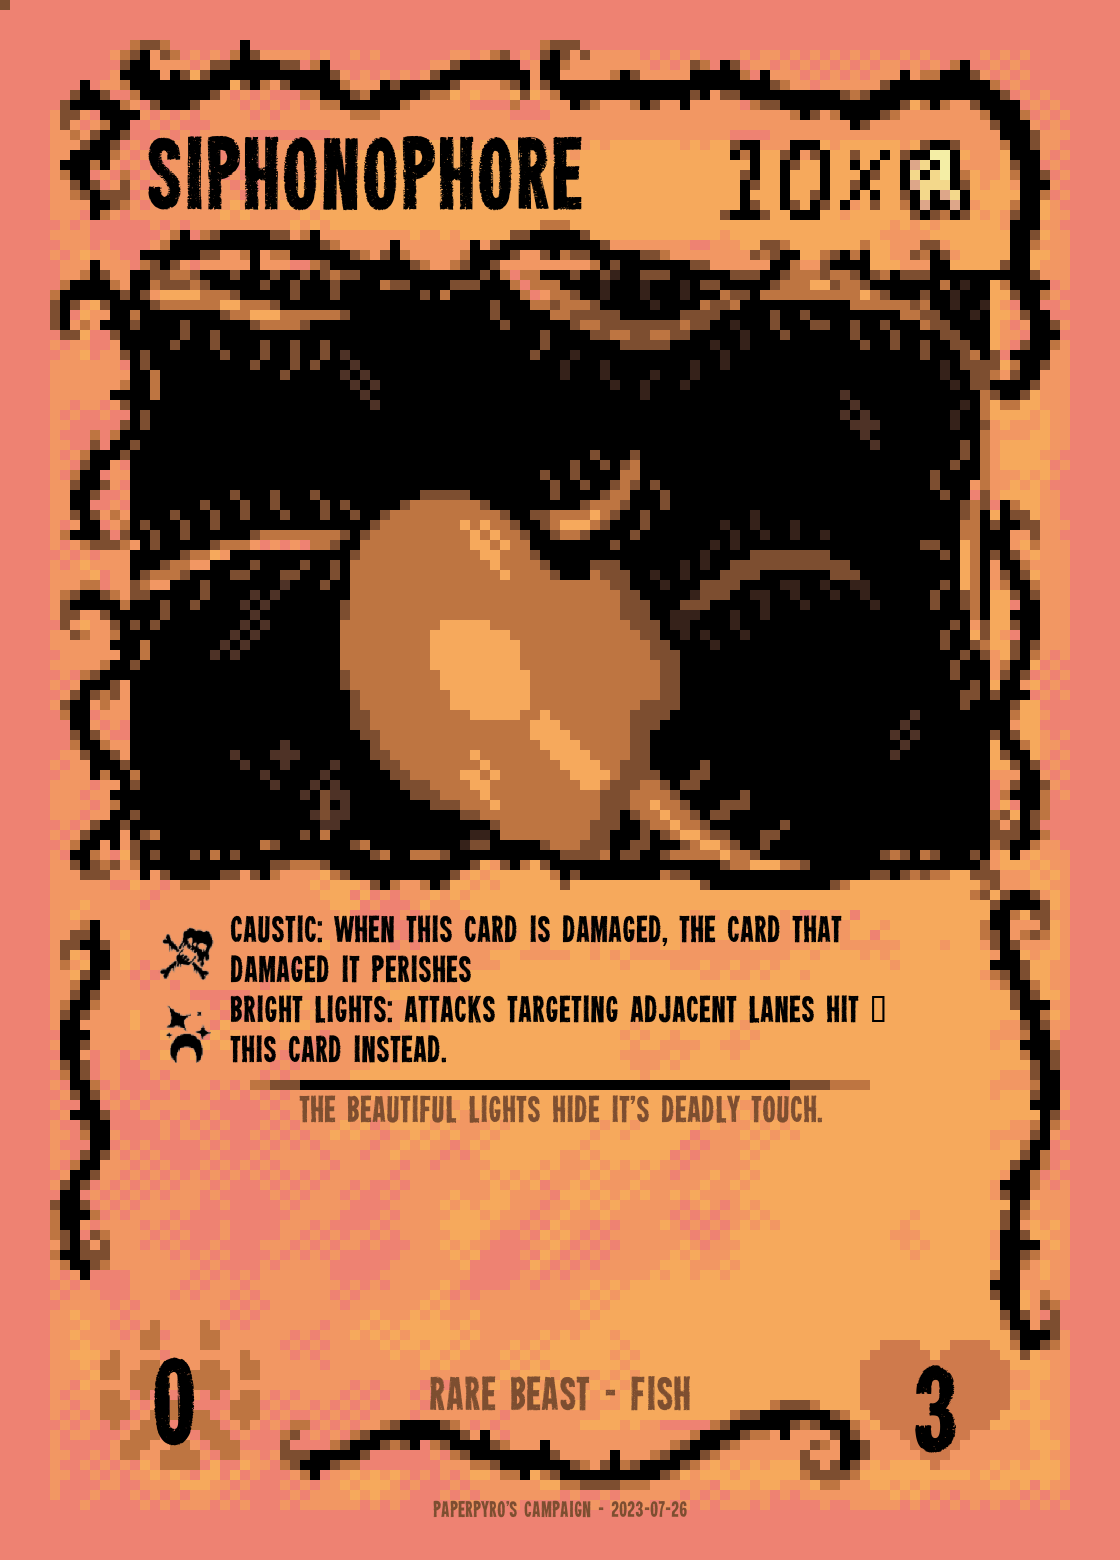 SIPHONOPHORE
10×
CAUSTIC: WHEN THIS CARD IS DAMAGED, THE CARD THAT
DAMAGED IT PERISHES
BRIGHT LIGHTS: ATTACKS TARGETING ADJACENT LANES HIT ▯
THIS CARD INSTEAD.
THE BEAUTIFUL LIGHTS HIDE IT'S DEADLY TOUCH.
0
RARE BEAST - FISH
3
PAPERPYRO'S CAMPAIGN - 2023-07-26